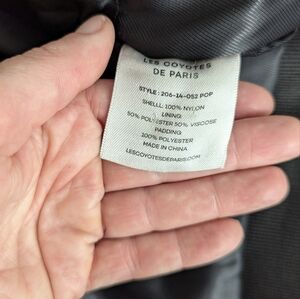 LES COYOTES
DE PARIS
STYLE: 206-14-052 POP
SHELLL: 100% NYLON
LINING:
50% POLYESTER 50% VISCOSE
PADDING
100% POLYESTER
MADE IN CHINA
LESCOYOTESDEPARIS.COM